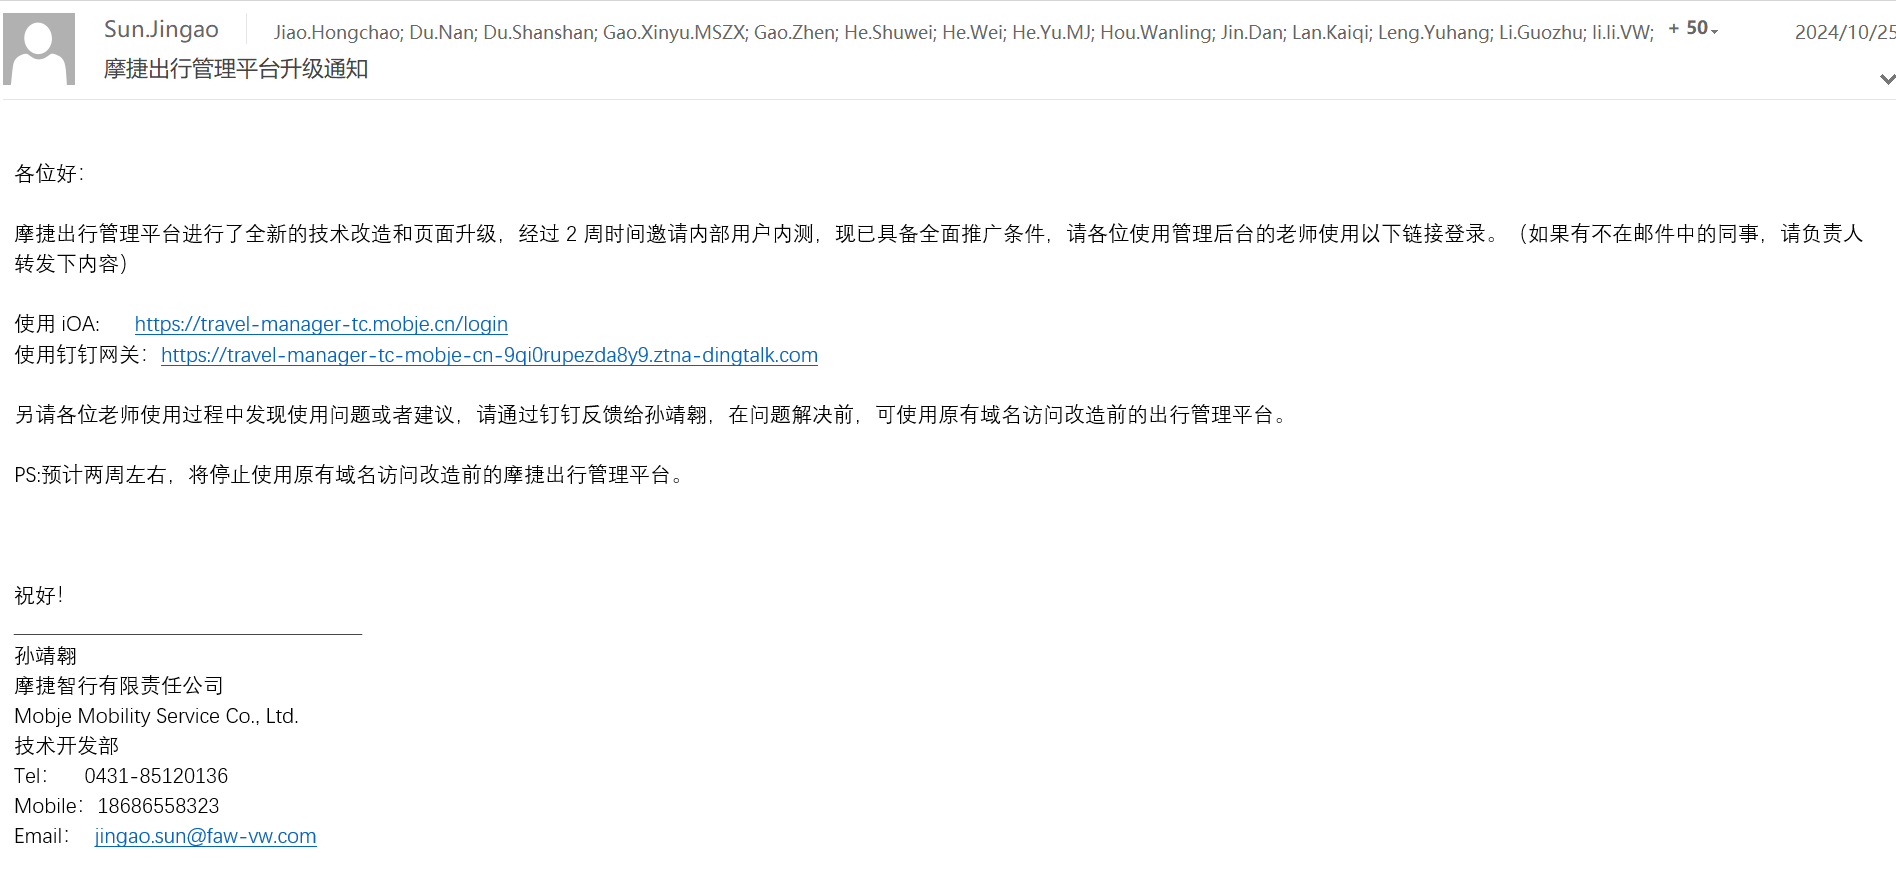 Sun.Jingao
Jiao.Hongchao; Du.Nan; Du.Shanshan; Gao.Xinyu.MSZX; Gao.Zhen; He.Shuwei; He.Wei; He.Yu.MJ; Hou.Wanling; Jin.Dan; Lan.Kaiqi; Leng.Yuhang; Li.Guozhu; li.li.VW;
+ 50
2024/10/25
摩捷出行管理平台升级通知
各位好：
摩捷出行管理平台进行了全新的技术改造和页面升级，经过 2 周时间邀请内部用户内测，现已具备全面推广条件，请各位使用管理后台的老师使用以下链接登录。（如果有不在邮件中的同事，请负责人
转发下内容）
使用 iOA: https://travel-manager-tc.mobje.cn/login
使用钉钉网关：https://travel-manager-tc-mobje-cn-9qi0rupezda8y9.ztna-dingtalk.com
另请各位老师使用过程中发现使用问题或者建议，请通过钉钉反馈给孙靖翱，在问题解决前，可使用原有域名访问改造前的出行管理平台。
PS:预计两周左右，将停止使用原有域名访问改造前的摩捷出行管理平台。
祝好！
孙靖翱
摩捷智行有限责任公司
Mobje Mobility Service Co., Ltd.
技术开发部
Tel： 0431-85120136
Mobile：18686558323
Email： jingao.sun@faw-vw.com